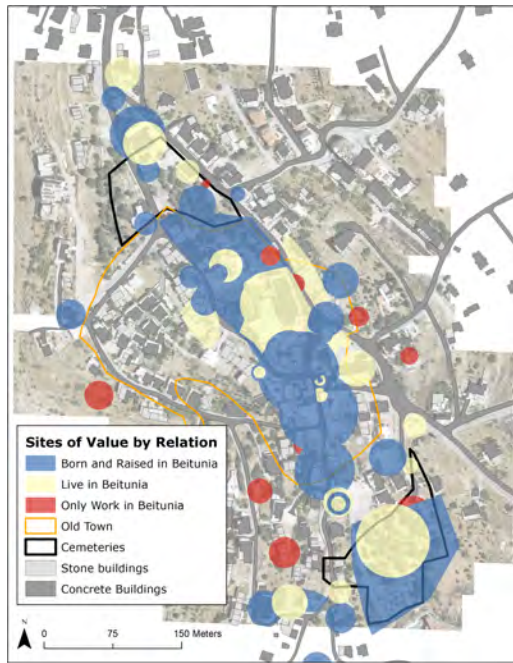 Sites of Value by Relation
Born and Raised in Beitunia
Live in Beitunia
Only Work in Beitunia
Old Town
Cemeteries
Stone buildings
Concrete Buildings
N
0 75 150 Meters